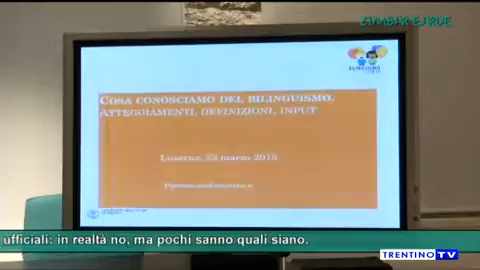 ZIMBAR EARDE
BILINGUISMO
COSA CONOSCIAMO DEL BILINGUISMO.
ATTEGGIAMENTI, DEFINIZIONI, INPUT
Luserna, 23 marzo 2015
ufficiali: in realtà no, ma pochi sanno quali siano.
TRENTINO TV